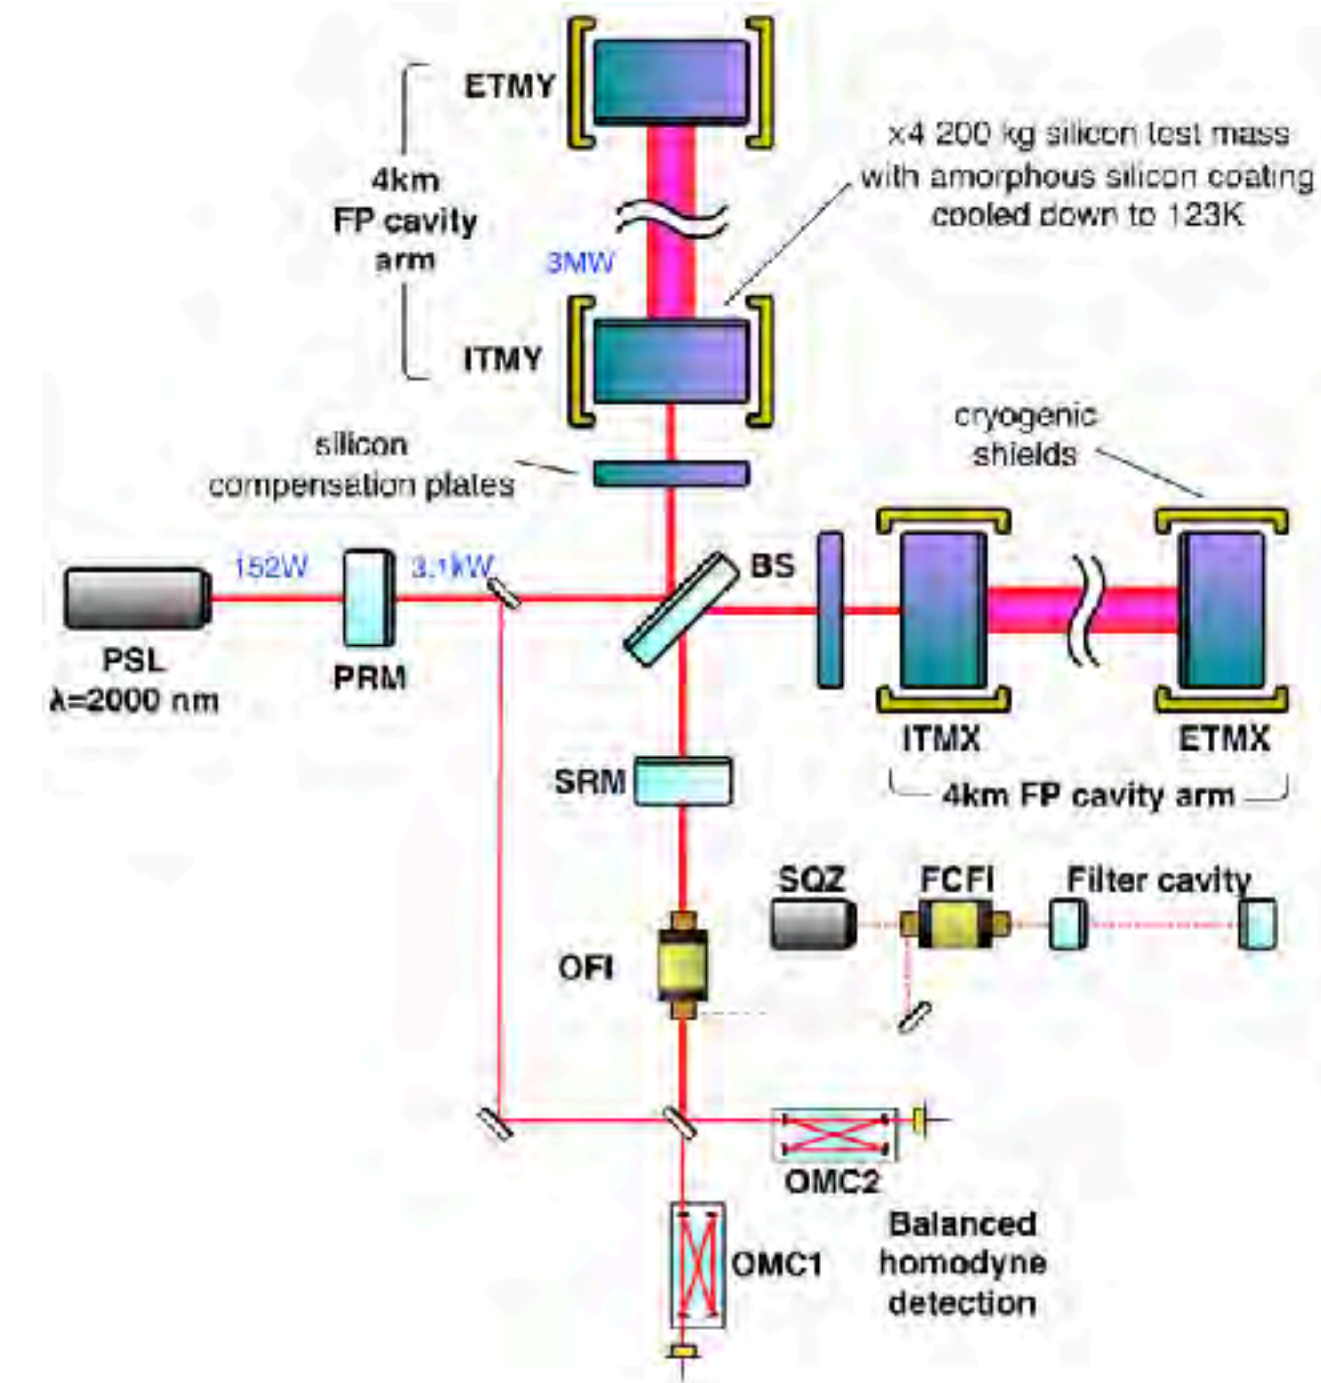 ETMY
4km
FP cavity
arm
3MW
ITMY
x4 200 kg silicon test mass
with amorphous silicon coating
cooled down to 123K
silicon
compensation plates
cryogenic
shields
152W
3.1kW
BS
PSL
λ=2000 nm
PRM
ITMX
ETMX
4km FP cavity arm
SRM
SQZ
FCFI
Filter cavity
OFI
OMC2
OMC1
Balanced
homodyne
detection